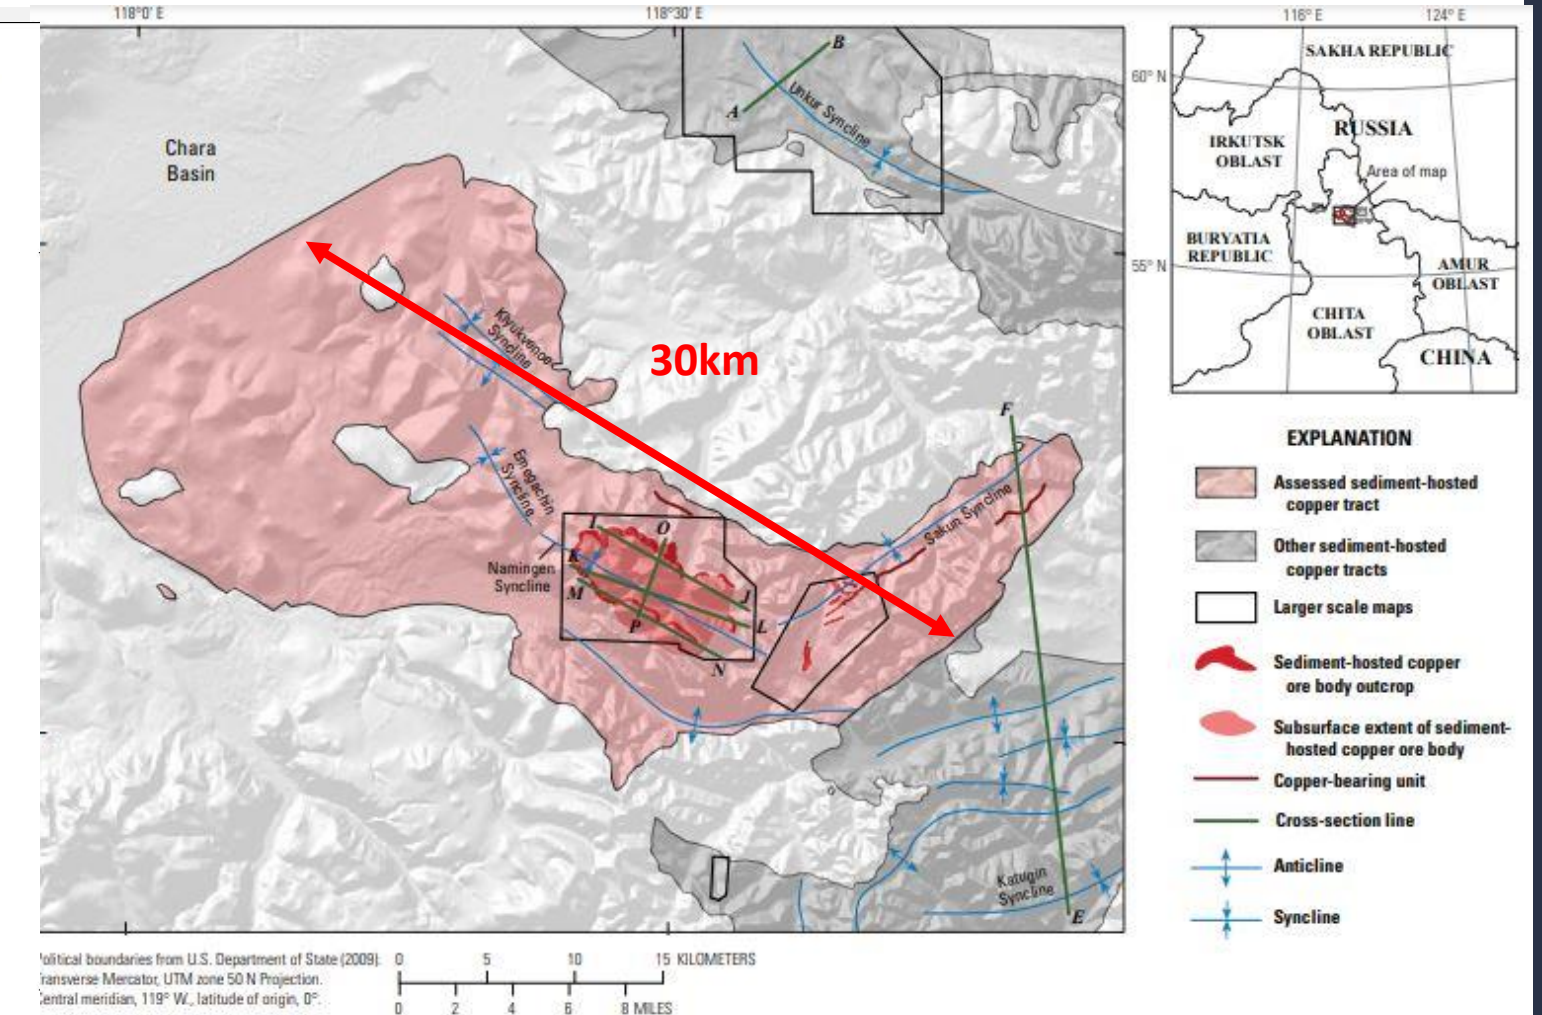 118°0' E
118°30' E
116° E
124° E
B
A
Unkur Syncline
Chara
Basin
60° N
55° N
SAKHA REPUBLIC
RUSSIA
IRKUTSK
OBLAST
Area of map
BURYATIA
REPUBLIC
AMUR
OBLAST
CHITA
OBLAST
CHINA
30km
Syncline
Emegachin
Syncline
F
Sakun Syncline
I
O
K
Namingen
Syncline
M
J
P
L
N
Katugin
Syncline
E
EXPLANATION
Assessed sediment-hosted
copper tract
Other sediment-hosted
copper tracts
Larger scale maps
Sediment-hosted copper
ore body outcrop
Subsurface extent of sediment-
hosted copper ore body
Copper-bearing unit
Cross-section line
Anticline
Syncline
boundaries from U.S. Department of State (2009).
Mercator, UTM zone 50 N Projection.
meridian, 119° W., latitude of origin, 0°.
0 5 10 15 KILOMETERS
0 2 4 6 8 MILES